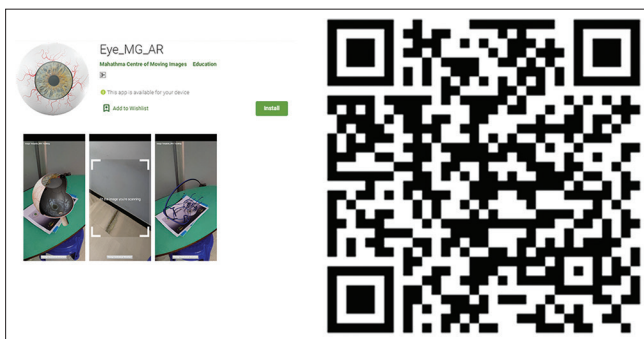 Eye_MG_AR
Mahathma Centre of Moving Images Education
This app is available for your device
Add to Wishlist
Install